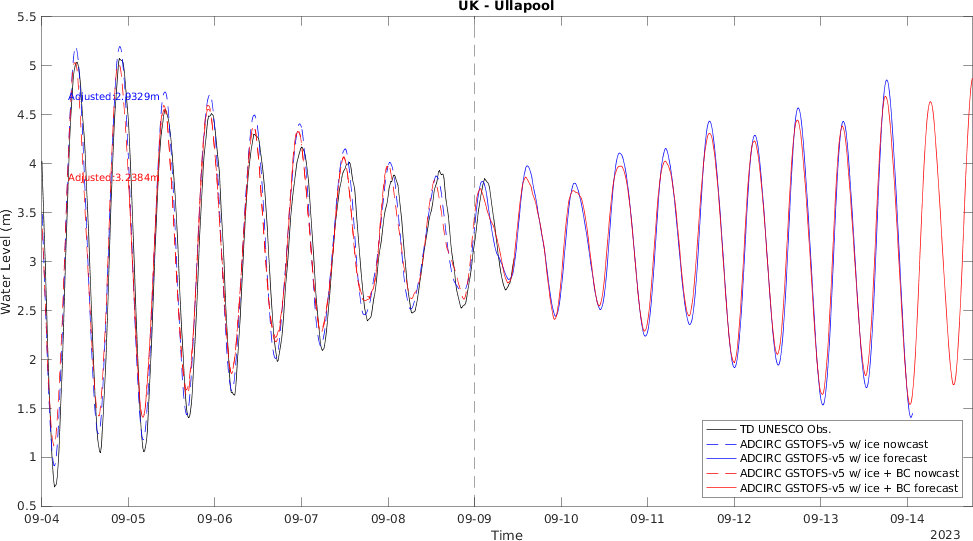 UK - Ullapool
5.5
5
4.5
4
3.5
3
2.5
2
1.5
1
0.5
Water Level (m)
Adjusted:2.9329m
Adjusted:3.2384m
TD UNESCO Obs.
ADCIRC GSTOFS-v5 w/ ice nowcast
ADCIRC GSTOFS-v5 w/ ice forecast
ADCIRC GSTOFS-v5 w/ ice + BC nowcast
ADCIRC GSTOFS-v5 w/ ice + BC forecast
09-04 09-05 09-06 09-07 09-08 09-09 09-10 09-11 09-12 09-13 09-14
Time
2023